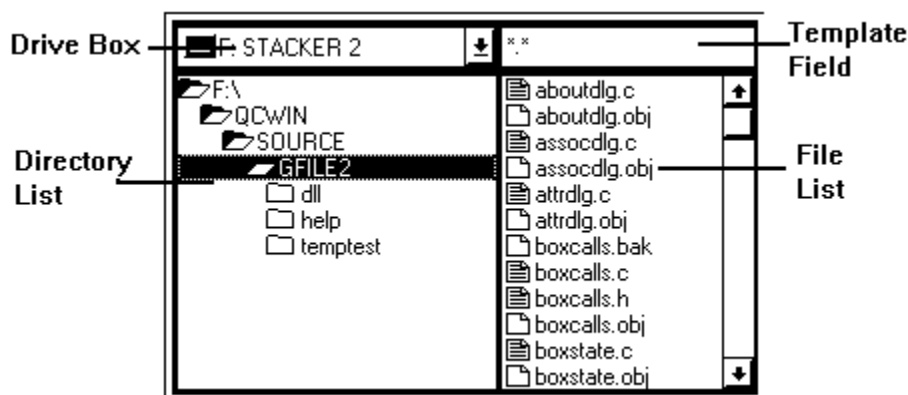 Drive Box
F: STACKER 2
*.*
Template
Field
F:\
QCWIN
SOURCE
GFILE2
dll
help
temptest
Directory
List
aboutdlg.c
aboutdlg.obj
assocdlg.c
assocdlg.obj
attrdlg.c
attrdlg.obj
boxcalls.bak
boxcalls.c
boxcalls.h
boxcalls.obj
boxstate.c
boxstate.obj
File
List